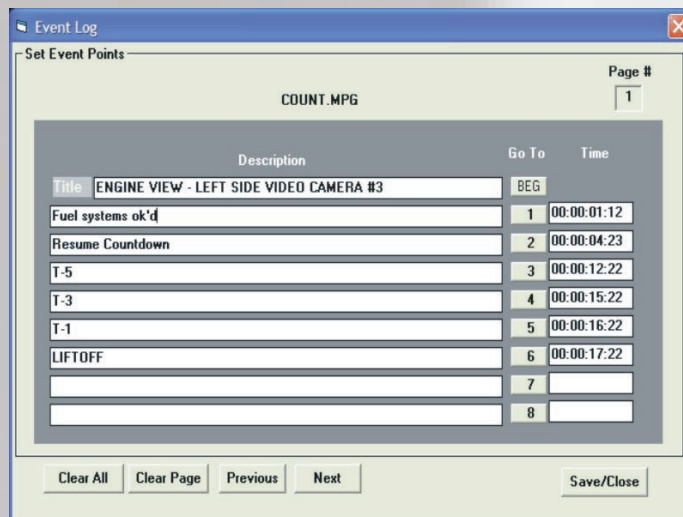 Event Log
Set Event Points
Page #
COUNT.MPG
1
Description Go To Time
Title ENGINE VIEW - LEFT SIDE VIDEO CAMERA #3 BEG
Fuel systems ok'd 1 00:00:01:12
Resume Countdown 2 00:00:04:23
T-5 3 00:00:12:22
T-3 4 00:00:15:22
T-1 5 00:00:16:22
LIFTOFF 6 00:00:17:22
7
8
Clear All Clear Page Previous Next Save/Close